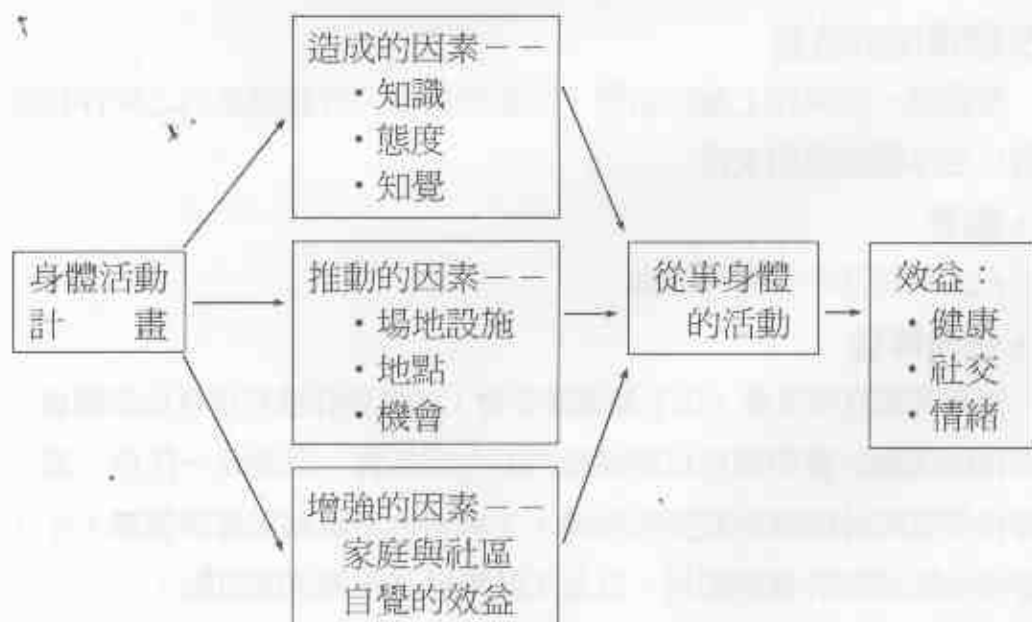 造成的因素－－
・知識
・態度
・知覺
身體活動
計　　畫
推動的因素－－
・場地設施
・地點
・機會
從事身體
的活動
效益：
・健康
・社交
・情緒
增強的因素－－
家庭與社區
自覺的效益